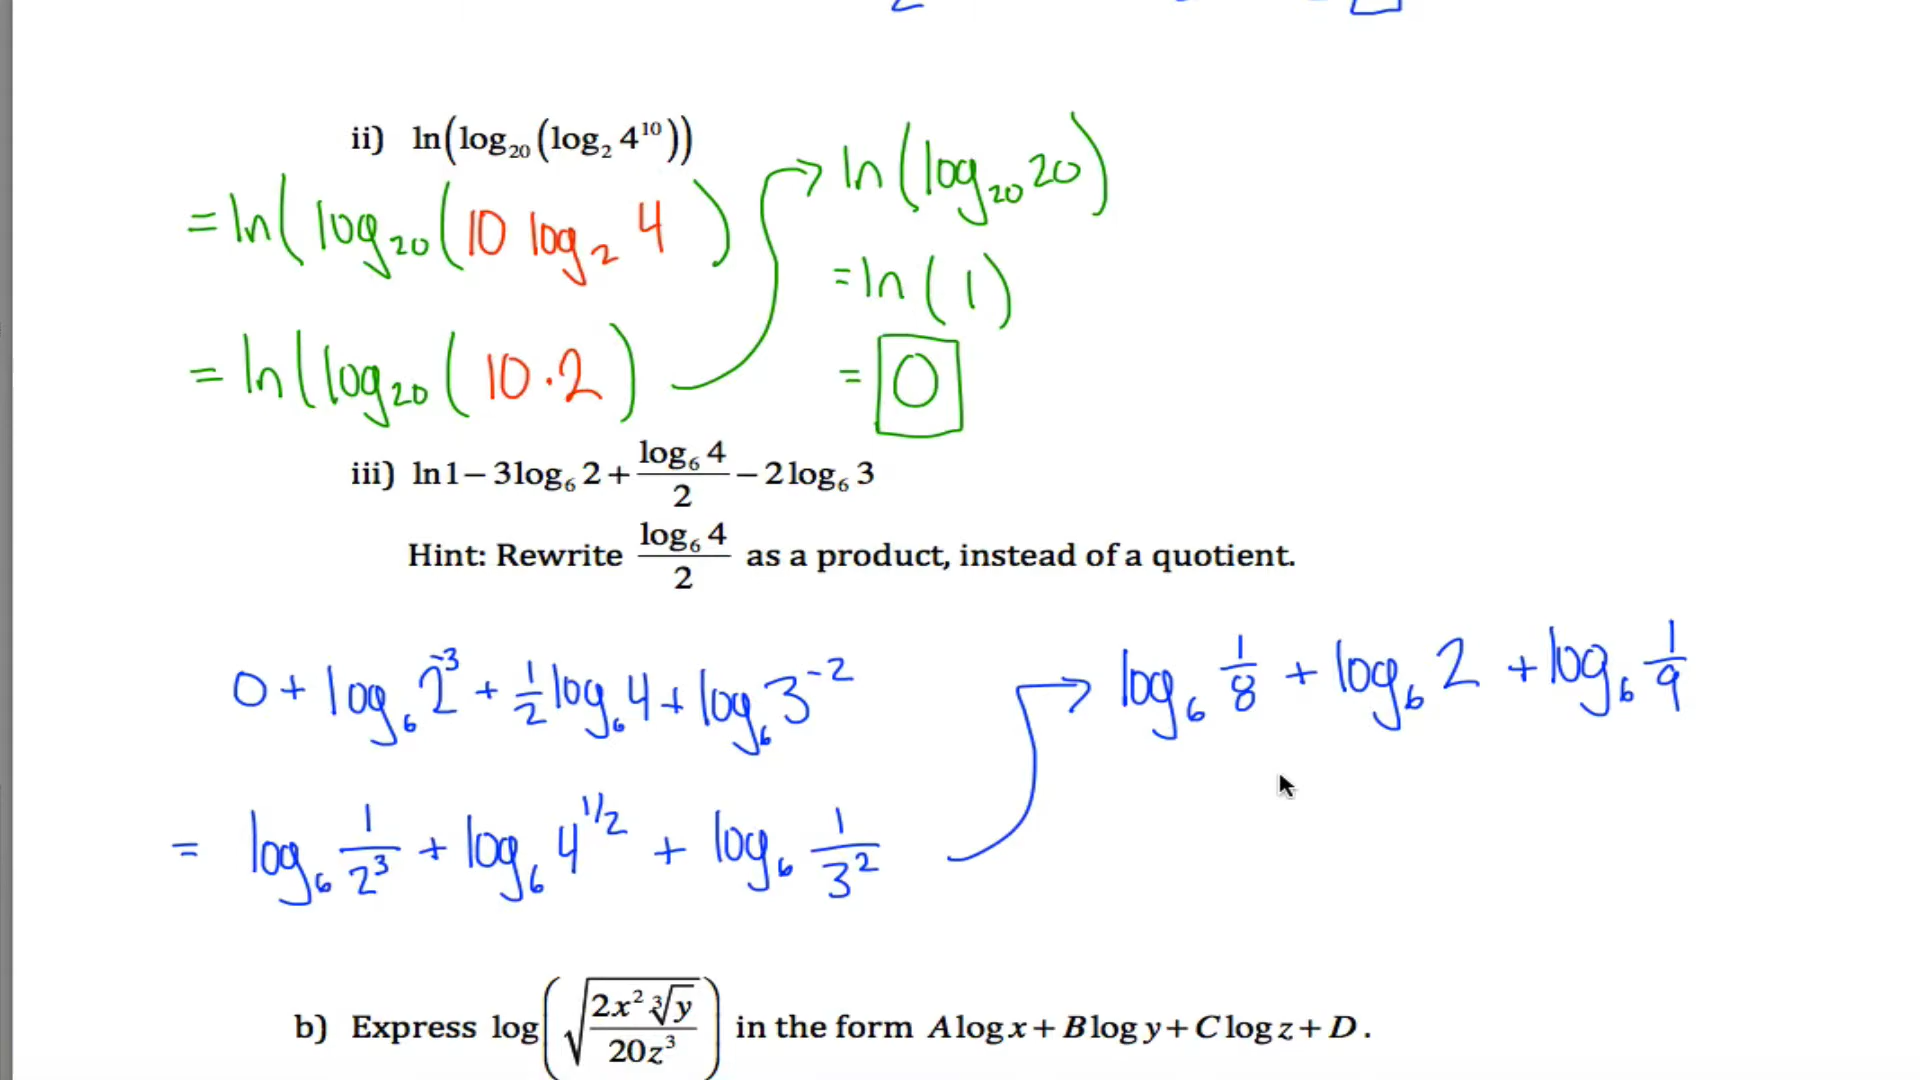 ii) ln(log₂₀(log₂ 4¹⁰))
= ln(log₂₀(10 log₂ 4)
= ln(log₂₀(10·2)
→ ln(log₂₀ 20)
= ln(1)
= 0
iii) ln 1 − 3log₆ 2 + log₆ 4/2 − 2log₆ 3
Hint: Rewrite log₆ 4/2 as a product, instead of a quotient.
0 + log₆ 2⁻³ + 1/2 log₆ 4 + log₆ 3⁻²
= log₆ 1/2³ + log₆ 4^1/2 + log₆ 1/3²
→ log₆ 1/8 + log₆ 2 + log₆ 1/9
b) Express log(√(2x² ∛y/20z³)) in the form A log x + B log y + C log z + D.